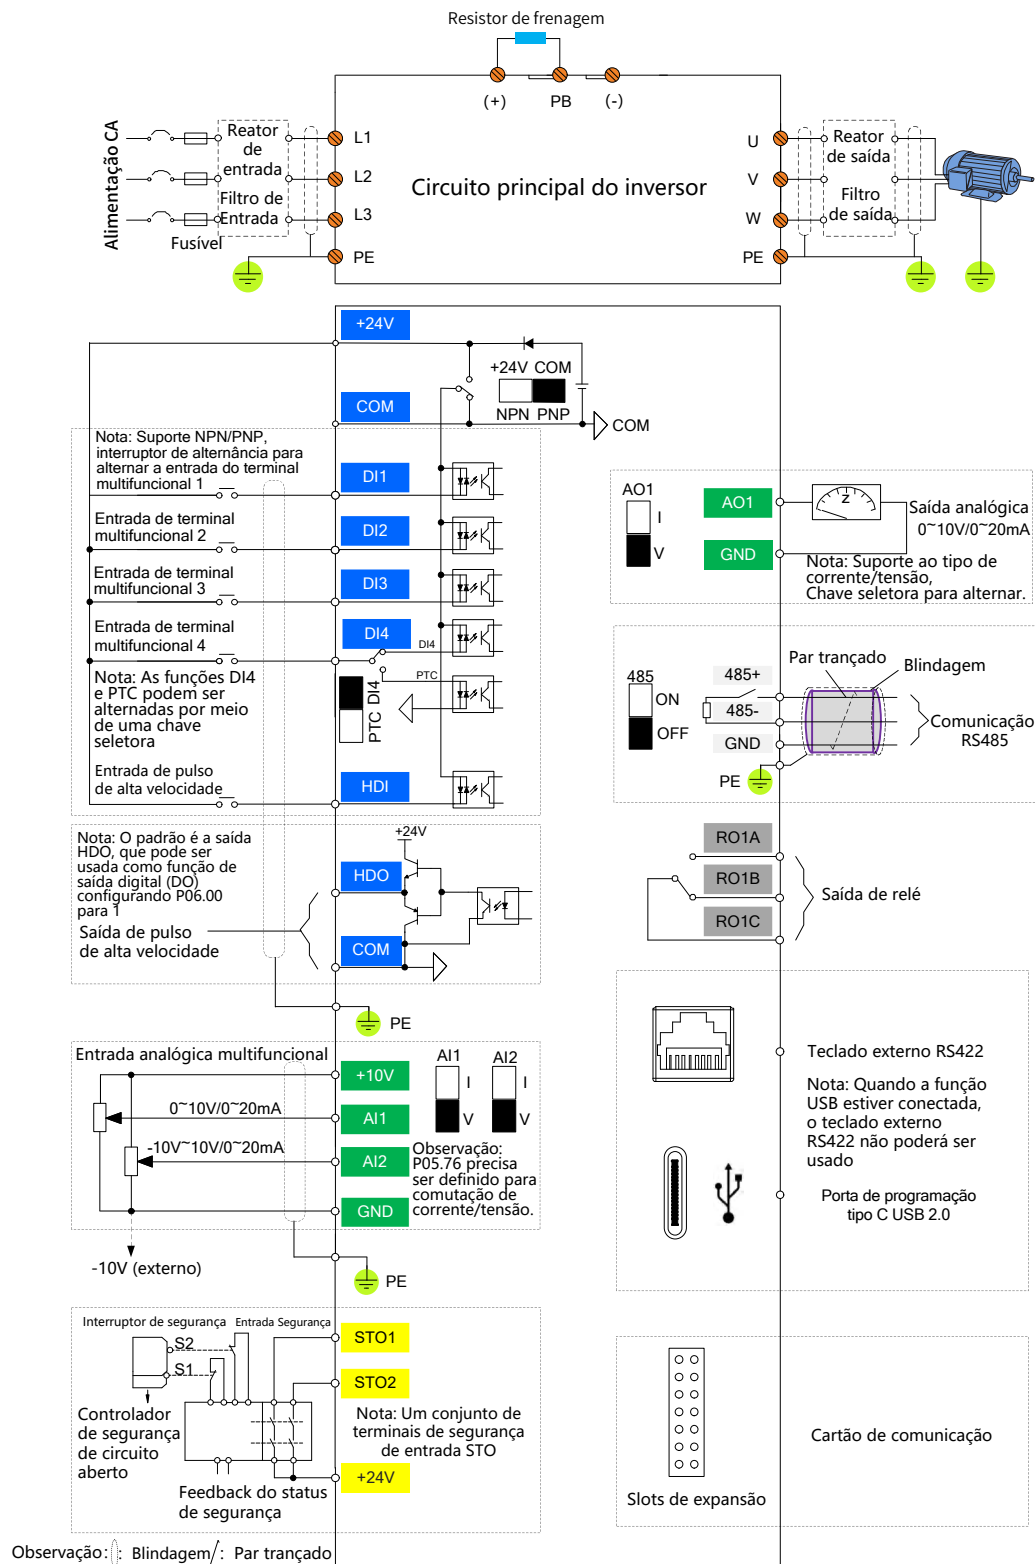 Resistor de frenagem
(+)
PB
(-)
Alimentação CA
Reator
de
entrada
Filtro de
Entrada
Fusível
L1
L2
L3
PE
Circuito principal do inversor
U
V
W
PE
Reator
de saída
Filtro
de saída
+24V
+24V COM
NPN PNP
COM
COM
Nota: Suporte NPN/PNP,
interruptor de alternância para
alternar a entrada do terminal
multifuncional 1
DI1
Entrada de terminal
multifuncional 2
DI2
Entrada de terminal
multifuncional 3
DI3
Entrada de terminal
multifuncional 4
DI4
DI4
PTC
Nota: As funções DI4
e PTC podem ser
alternadas por meio
de uma chave
seletora
PTC DI4
Entrada de pulso
de alta velocidade
HDI
AO1
I
V
AO1
GND
Z
Saída analógica
0~10V/0~20mA
Nota: Suporte ao tipo de
corrente/tensão,
Chave seletora para alternar.
485
ON
OFF
485+
485-
GND
PE
Par trançado
Blindagem
Comunicação
RS485
Nota: O padrão é a saída
HDO, que pode ser
usada como função de
saída digital (DO)
configurando P06.00
para 1
Saída de pulso
de alta velocidade
+24V
HDO
COM
PE
RO1A
RO1B
RO1C
Saída de relé
Entrada analógica multifuncional
+10V
0~10V/0~20mA
AI1
-10V~10V/0~20mA
AI2
GND
AI1
I
V
AI2
I
V
Observação:
P05.76 precisa
ser definido para
comutação de
corrente/tensão.
-10V (externo)
PE
Teclado externo RS422
Nota: Quando a função
USB estiver conectada,
o teclado externo
RS422 não poderá ser
usado
Porta de programação
tipo C USB 2.0
Interruptor de segurança
Entrada Segurança
S2
S1
STO1
STO2
Controlador
de segurança
de circuito
aberto
Nota: Um conjunto de
terminais de segurança
de entrada STO
+24V
Feedback do status
de segurança
Cartão de comunicação
Slots de expansão
Observação: : Blindagem/: Par trançado